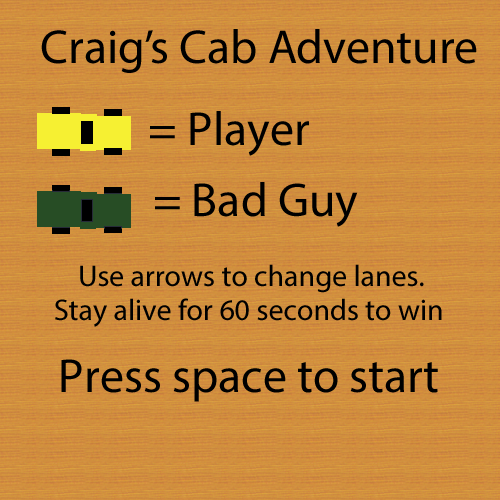 Craig’s Cab Adventure
= Player
= Bad Guy
Use arrows to change lanes.
Stay alive for 60 seconds to win
Press space to start